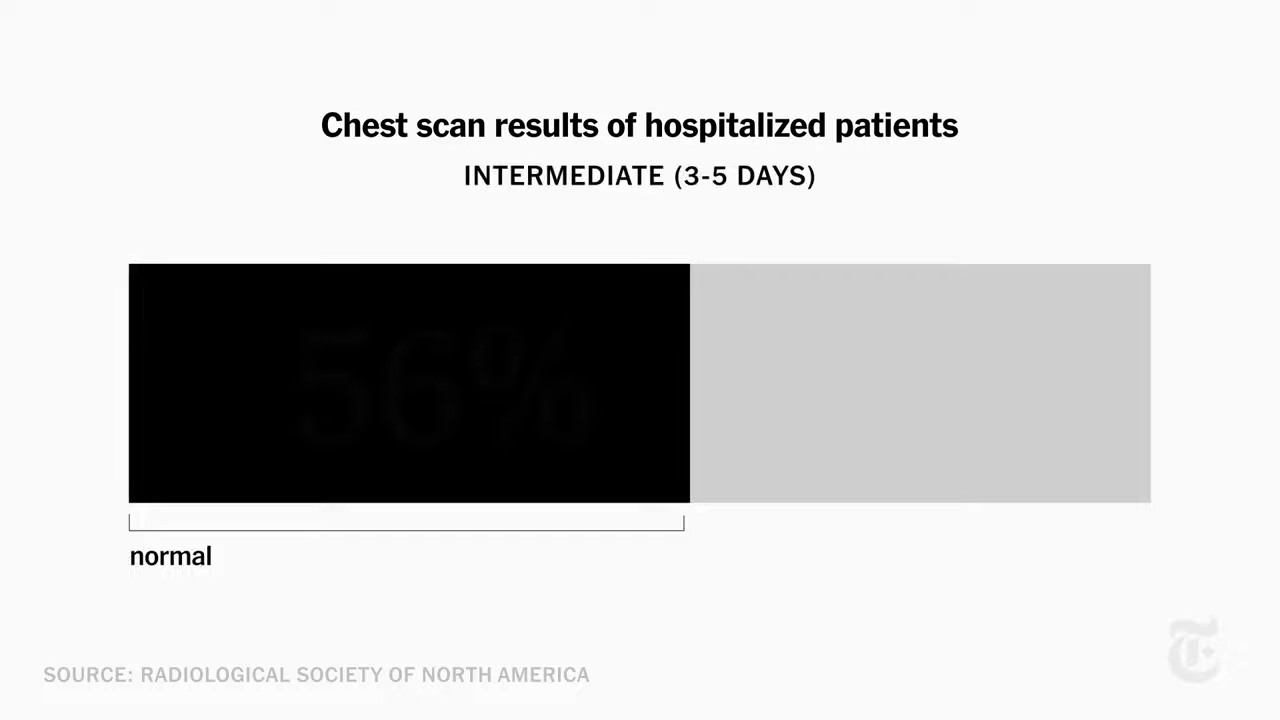 Chest scan results of hospitalized patients
INTERMEDIATE (3-5 DAYS)
56%
normal
SOURCE: RADIOLOGICAL SOCIETY OF NORTH AMERICA
T